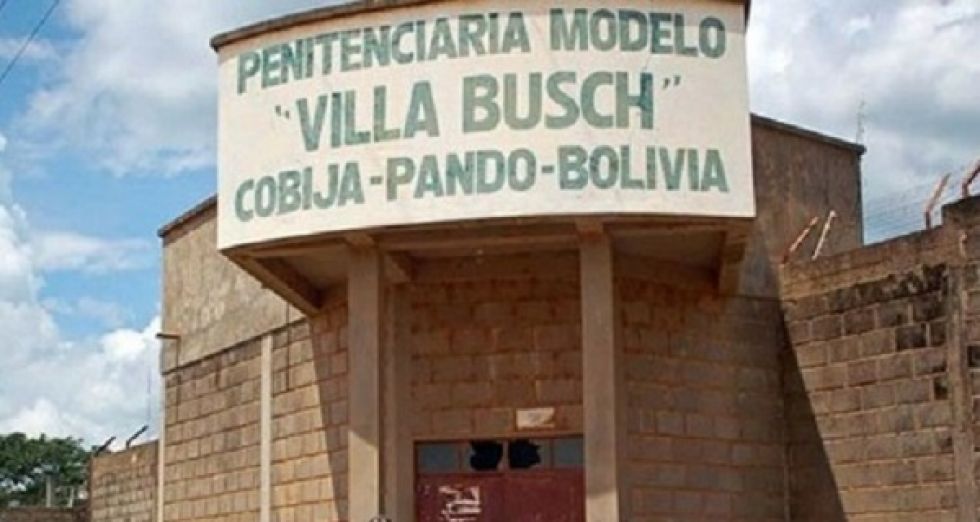 PENITENCIARIA MODELO
"VILLA BUSCH"
COBIJA-PANDO-BOLIVIA